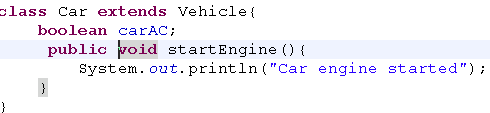 class Car extends Vehicle{
boolean carAC;
public void startEngine(){
System.out.println("Car engine started");
}
}